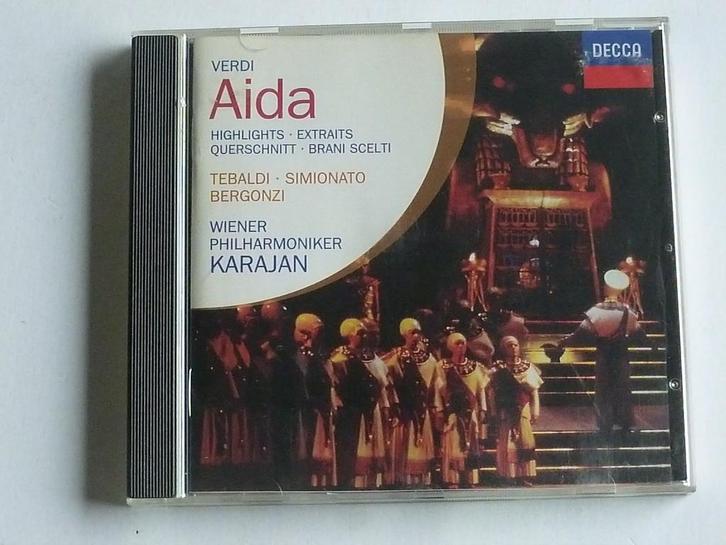 VERDI
Aida
HIGHLIGHTS · EXTRAITS
QUERSCHNITT · BRANI SCELTI
TEBALDI · SIMIONATO
BERGONZI
WIENER
PHILHARMONIKER
KARAJAN
DECCA